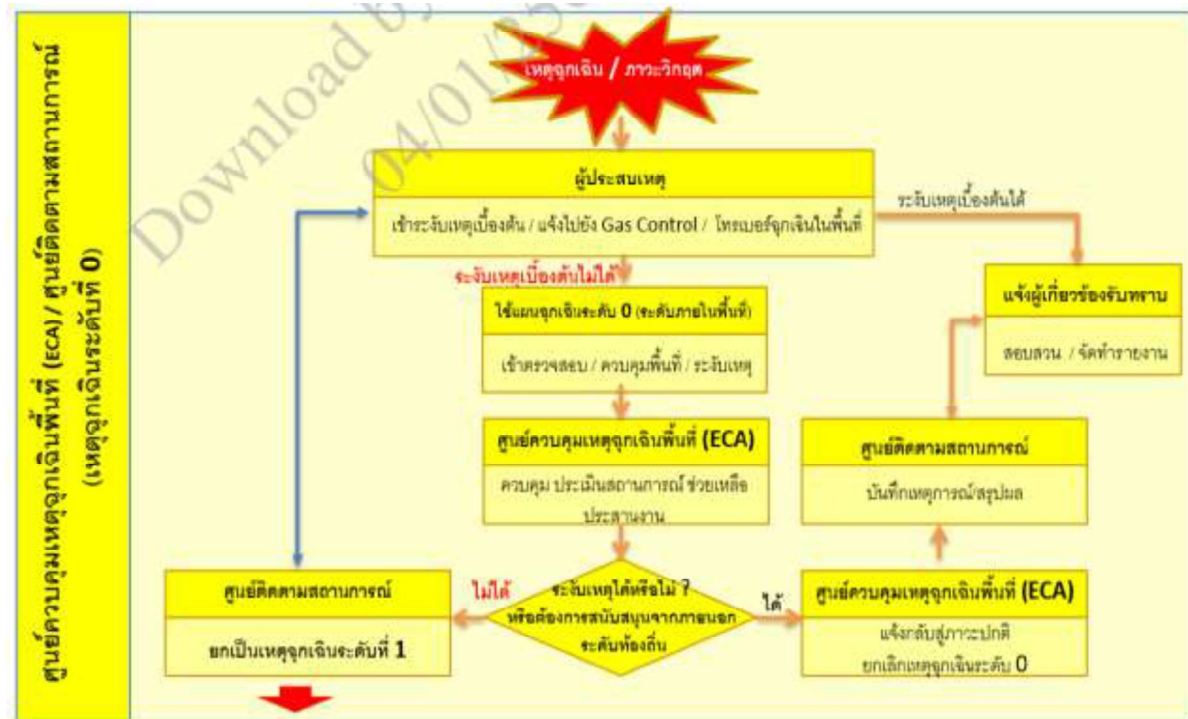 ศูนย์ควบคุมเหตุฉุกเฉินพื้นที่ (ECA) / ศูนย์ติดตามสถานการณ์
(เหตุฉุกเฉินระดับที่ 0)
Download by
04/01/256
เหตุฉุกเฉิน / ภาวะวิกฤต
ผู้ประสบเหตุ
เข้าระงับเหตุเบื้องต้น / แจ้งไปยัง Gas Control / โทรเบอร์ฉุกเฉินในพื้นที่
ระงับเหตุเบื้องต้นได้
ระงับเหตุเบื้องต้นไม่ได้
แจ้งผู้เกี่ยวข้องรับทราบ
สอบสวน / จัดทำรายงาน
ใช้แผนฉุกเฉินระดับ 0 (ระดับภายในพื้นที่)
เข้าตรวจสอบ / ควบคุมพื้นที่ / ระงับเหตุ
ศูนย์ควบคุมเหตุฉุกเฉินพื้นที่ (ECA)
ควบคุม ประเมินสถานการณ์ ช่วยเหลือ
ประสานงาน
ศูนย์ติดตามสถานการณ์
บันทึกเหตุการณ์/สรุปผล
ระงับเหตุได้หรือไม่ ?
หรือต้องการสนับสนุนจากภายนอก
ระดับท้องถิ่น
ไม่ได้
ได้
ศูนย์ติดตามสถานการณ์
ยกเป็นเหตุฉุกเฉินระดับที่ 1
ศูนย์ควบคุมเหตุฉุกเฉินพื้นที่ (ECA)
แจ้งกลับสู่ภาวะปกติ
ยกเลิกเหตุฉุกเฉินระดับ 0